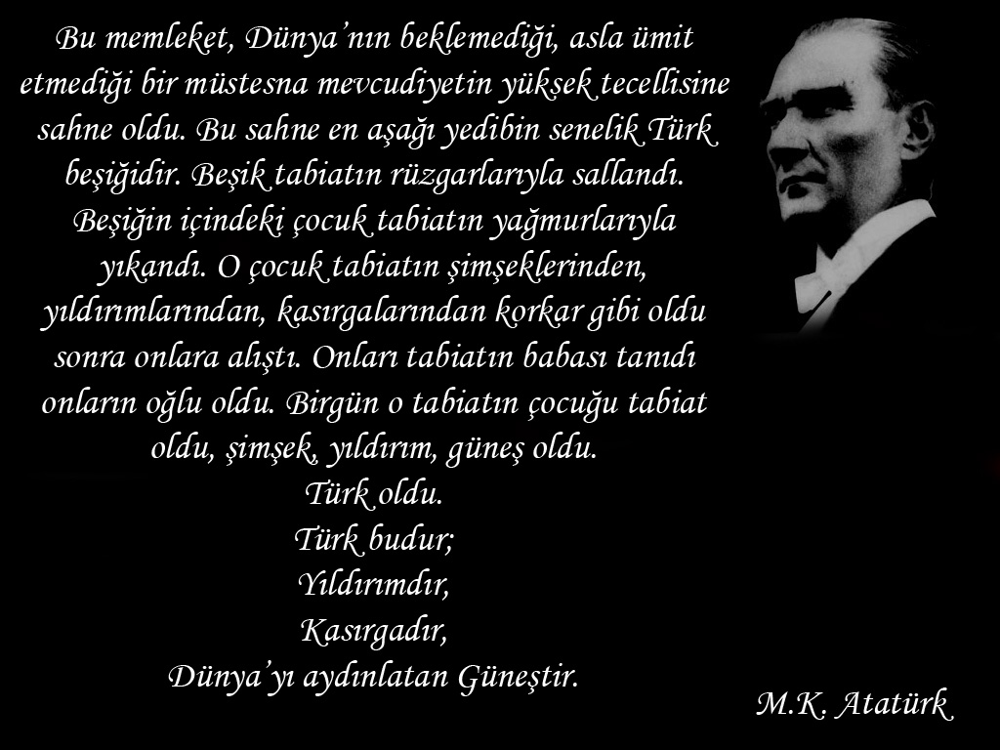 Bu memleket, Dünya’nın beklemediği, asla ümit
etmediği bir müstesna mevcudiyetin yüksek tecellisine
sahne oldu. Bu sahne en aşağı yedibin senelik Türk
beşiğidir. Beşik tabiatın rüzgarlarıyla sallandı.
Beşiğin içindeki çocuk tabiatın yağmurlarıyla
yıkandı. O çocuk tabiatın şimşeklerinden,
yıldırımlarından, kasırgalarından korkar gibi oldu
sonra onlara alıştı. Onları tabiatın babası tanıdı
onların oğlu oldu. Birgün o tabiatın çocuğu tabiat
oldu, şimşek, yıldırım, güneş oldu.
Türk oldu.
Türk budur;
Yıldırımdır,
Kasırgadır,
Dünya’yı aydınlatan Güneştir.
M.K. Atatürk